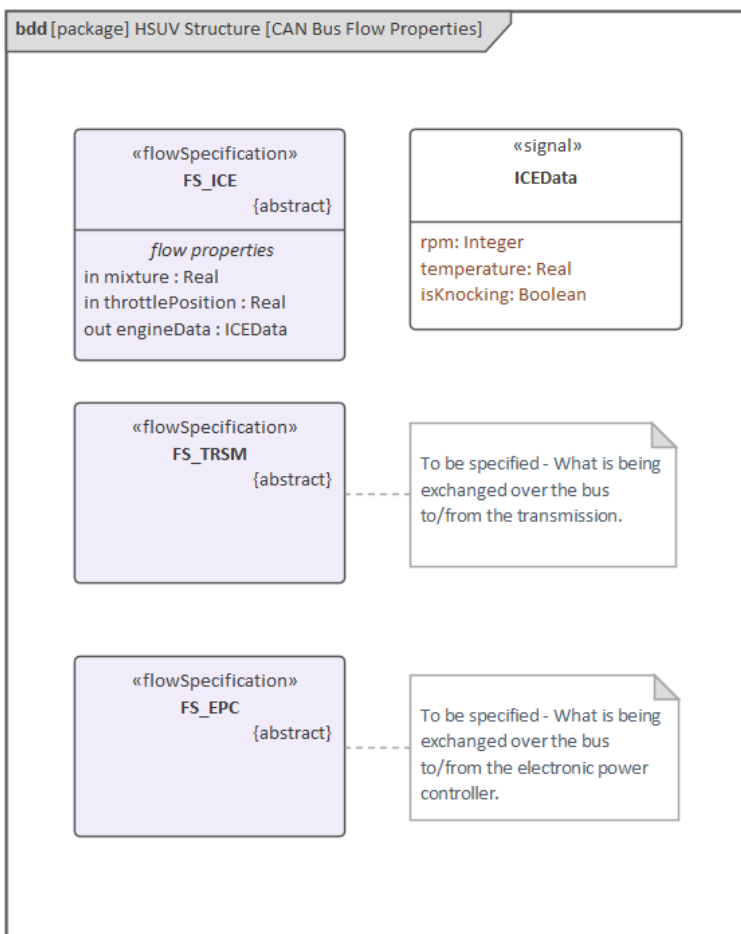 bdd [package] HSUV Structure [CAN Bus Flow Properties]
«flowSpecification»
FS_ICE
{abstract}
flow properties
in mixture : Real
in throttlePosition : Real
out engineData : ICEData
«signal»
ICEData
rpm: Integer
temperature: Real
isKnocking: Boolean
«flowSpecification»
FS_TRSM
{abstract}
To be specified - What is being
exchanged over the bus
to/from the transmission.
«flowSpecification»
FS_EPC
{abstract}
To be specified - What is being
exchanged over the bus
to/from the electronic power
controller.